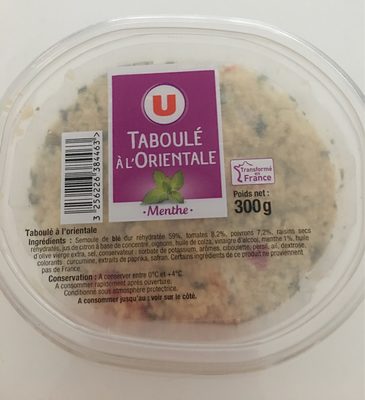 U
TABOULÉ
À L'ORIENTALE
Menthe
Transformé
en
France
Poids net :
300g
3 256226 384463 >
Taboulé à l'orientale
Ingrédients : Semoule de blé dur réhydratée 59%, tomates 8,2%, oignons 7,2%, raisins secs
réhydratés, jus de citron à base de concentré, oignons, huile de colza, vinaigre d'alcool, menthe 1%, huile
d'olive vierge extra, sel, conservateur : sorbate de potassium, arômes, ciboulette, persil, ail, dextrose,
colorants : curcumine, extraits de paprika, safran. Certains ingrédients de ce produit ne proviennent
pas de France.
Conservation : A conserver entre 0°C et +4°C
A consommer rapidement après ouverture.
Conditionné sous atmosphère protectrice.
A consommer jusqu'au : voir sur le côté.